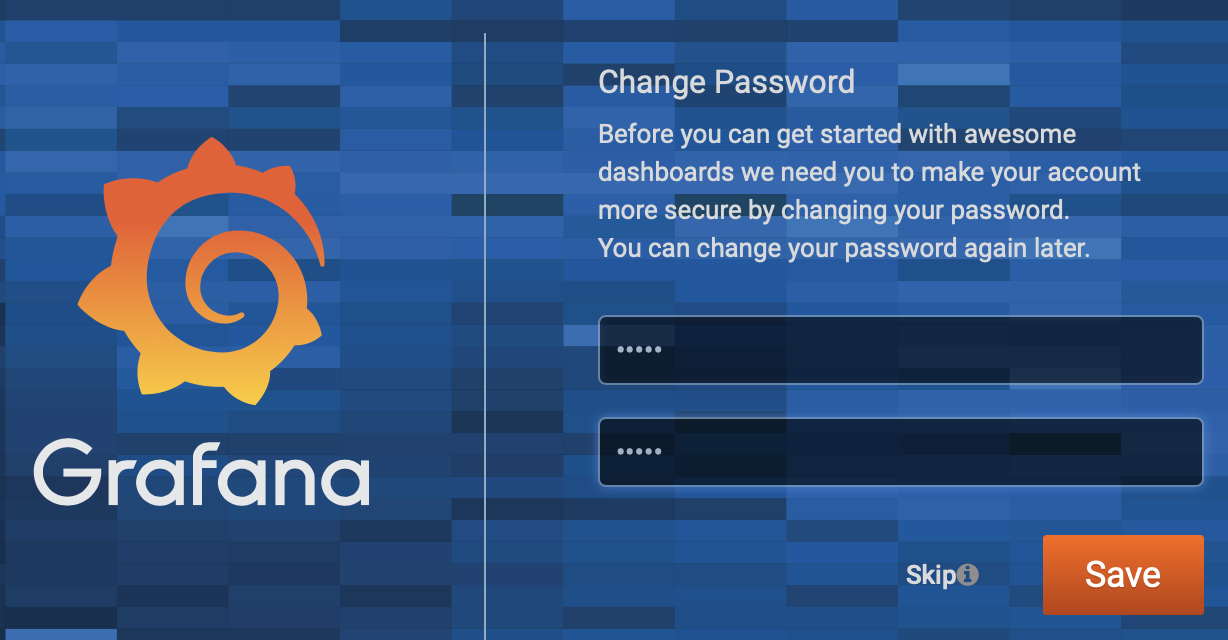 Grafana
Change Password
Before you can get started with awesome
dashboards we need you to make your account
more secure by changing your password.
You can change your password again later.
•••••
•••••
Skip
Save